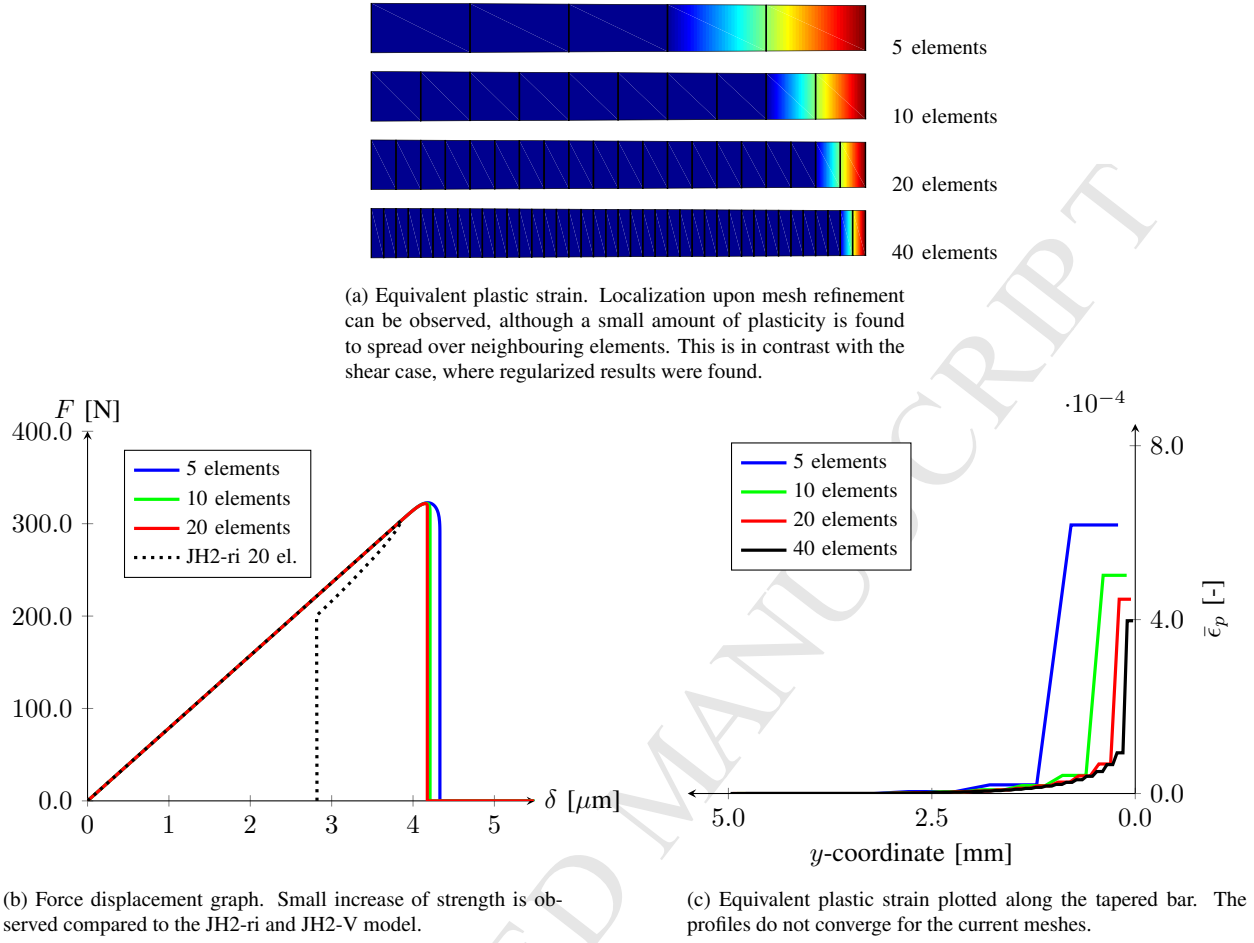 5 elements
10 elements
20 elements
40 elements
(a) Equivalent plastic strain. Localization upon mesh refinement
can be observed, although a small amount of plasticity is found
to spread over neighbouring elements. This is in contrast with the
shear case, where regularized results were found.
F [N]
400.0
300.0
200.0
100.0
0.0
0
1
2
3
4
5
δ [μm]
5 elements
10 elements
20 elements
JH2-ri 20 el.
(b) Force displacement graph. Small increase of strength is ob-
served compared to the JH2-ri and JH2-V model.
·10⁻⁴
8.0
4.0
0.0
ϵ̄ₚ [-]
5 elements
10 elements
20 elements
40 elements
5.0
2.5
0.0
y-coordinate [mm]
(c) Equivalent plastic strain plotted along the tapered bar. The
profiles do not converge for the current meshes.
ED MANUSCRIPT